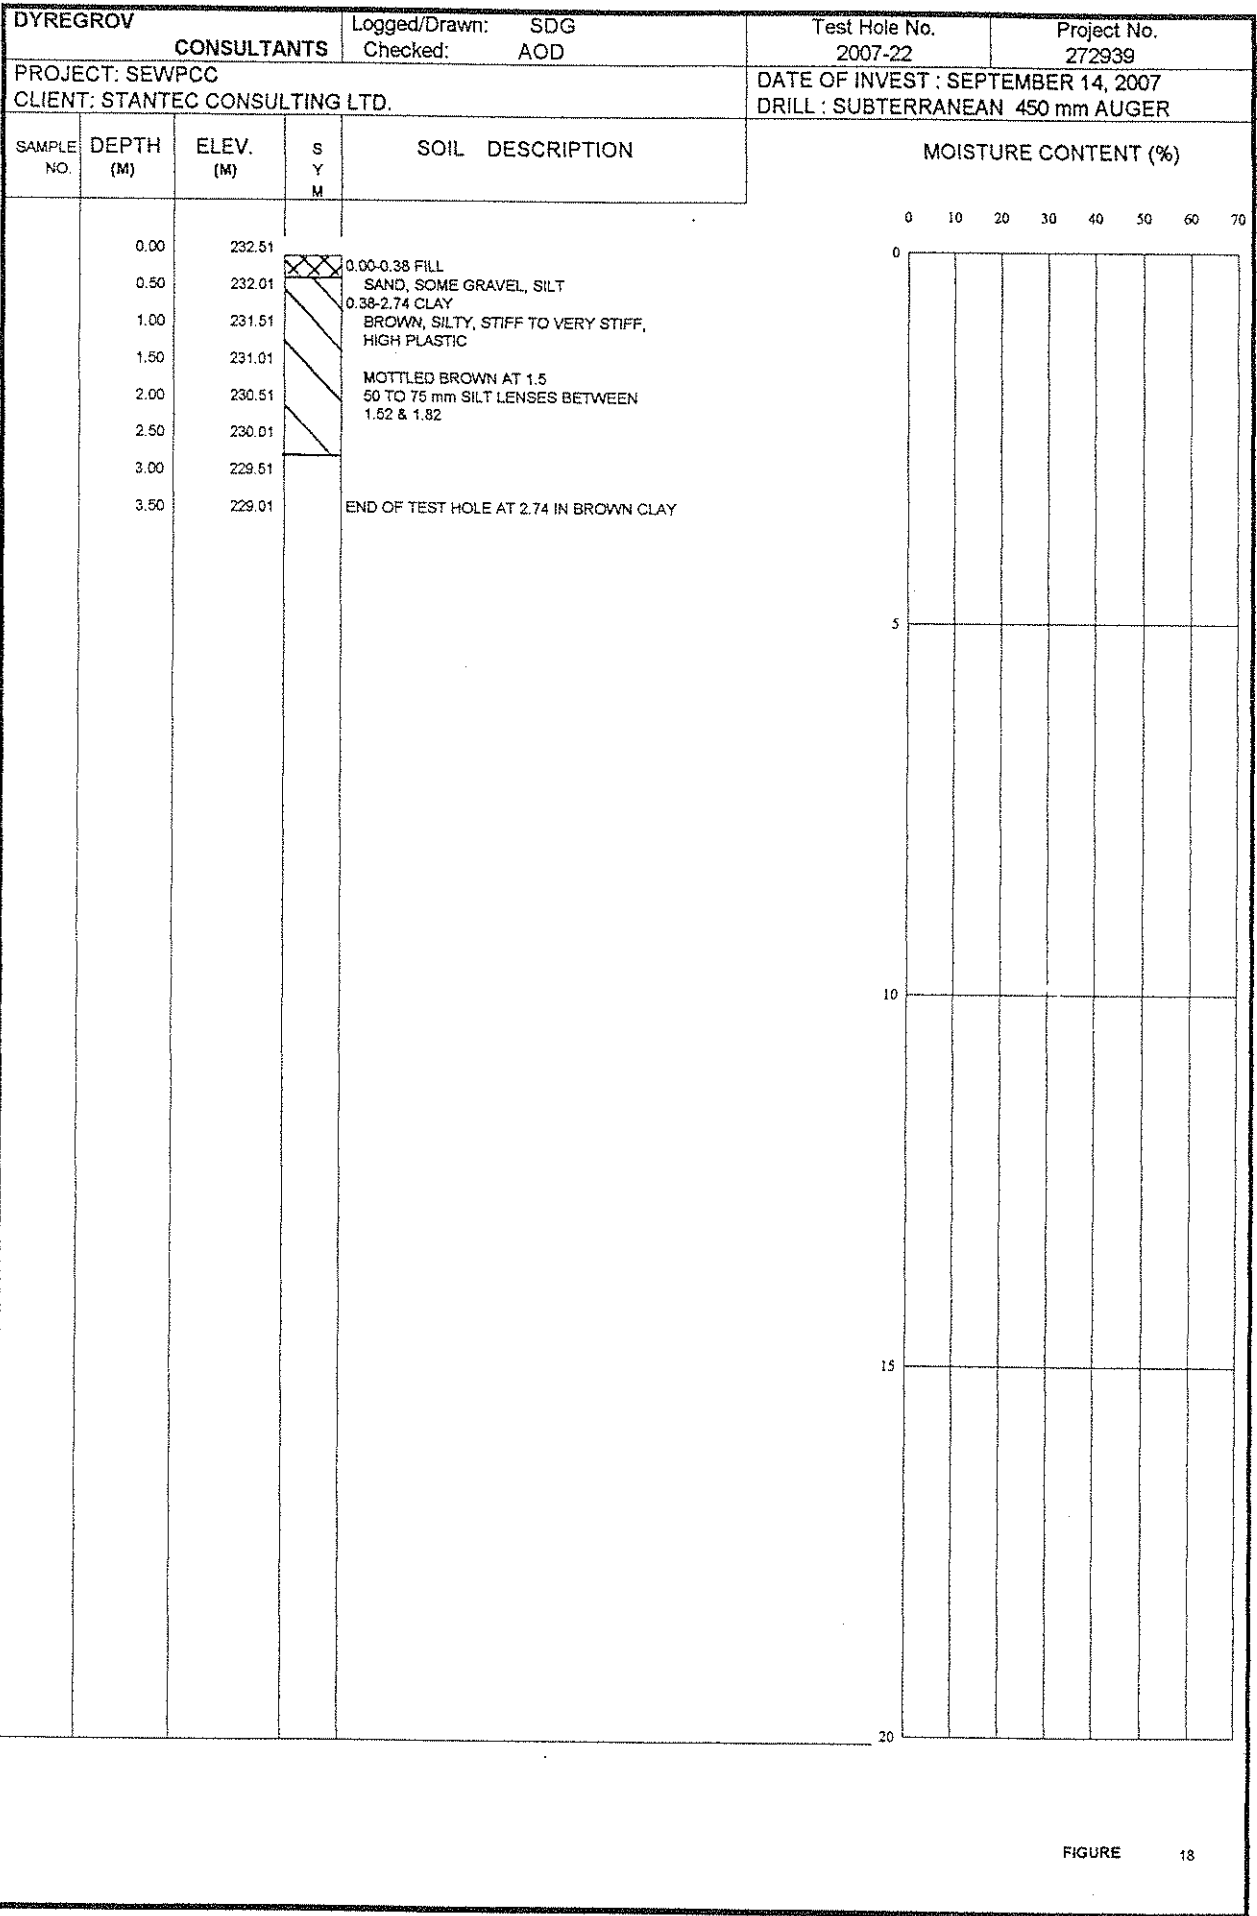 DYREGROV
CONSULTANTS
Logged/Drawn: SDG
Checked: AOD
Test Hole No.
2007-22
Project No.
272939
PROJECT: SEWPCC
CLIENT: STANTEC CONSULTING LTD.
DATE OF INVEST : SEPTEMBER 14, 2007
DRILL : SUBTERRANEAN 450 mm AUGER
SAMPLE NO.
DEPTH (M)
ELEV. (M)
S Y M
SOIL DESCRIPTION
MOISTURE CONTENT (%)
0 10 20 30 40 50 60 70
0.00 232.51
0.50 232.01
1.00 231.51
1.50 231.01
2.00 230.51
2.50 230.01
3.00 229.51
3.50 229.01
0.00-0.38 FILL
SAND, SOME GRAVEL, SILT
0.38-2.74 CLAY
BROWN, SILTY, STIFF TO VERY STIFF,
HIGH PLASTIC
MOTTLED BROWN AT 1.5
50 TO 75 mm SILT LENSES BETWEEN
1.52 & 1.82
END OF TEST HOLE AT 2.74 IN BROWN CLAY
0
5
10
15
20
FIGURE 18